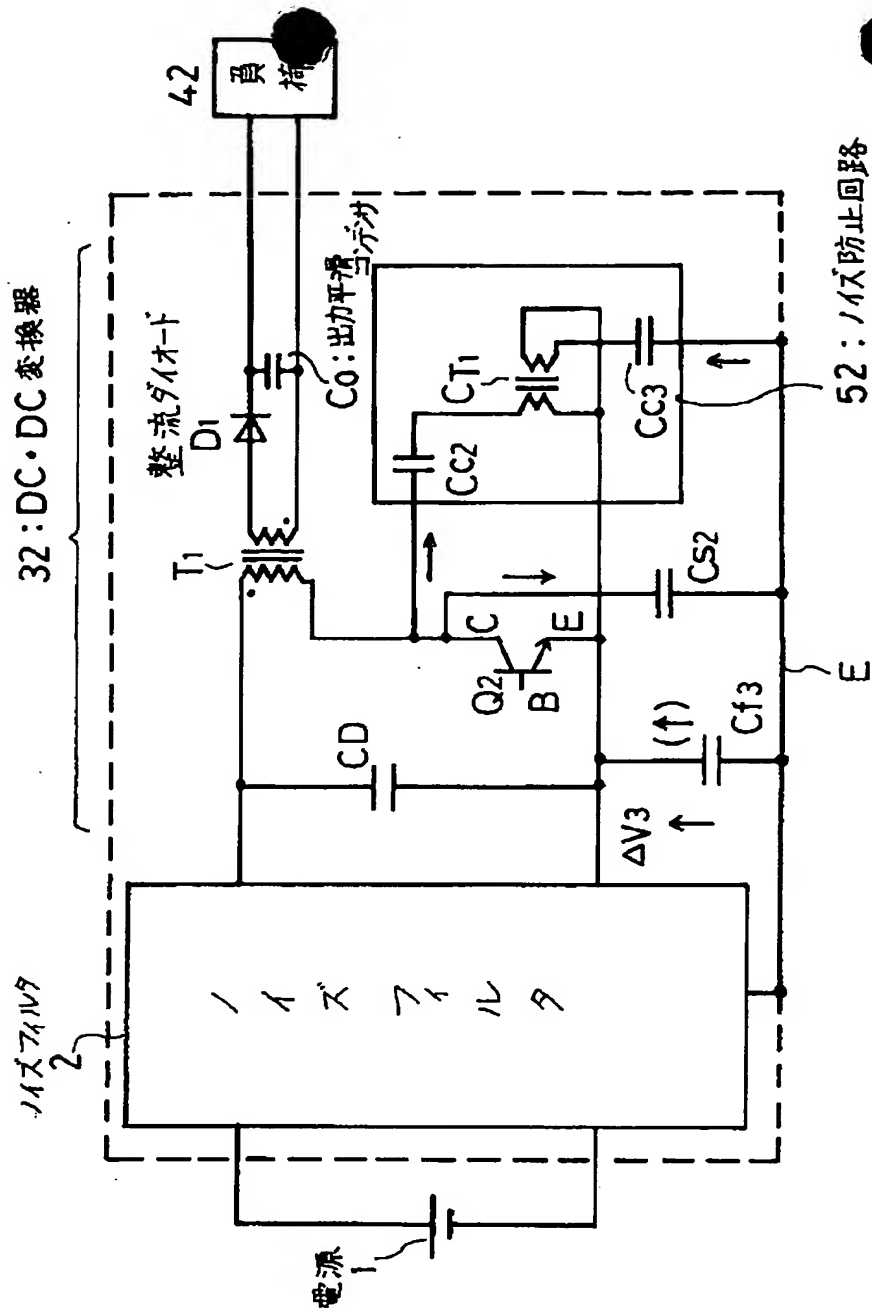 32:DC・DC変換器
42
負
整流ダイオード
D1
T1
Co:出力平滑
コンデンサ
ノイズフィルタ
2
ノイズフィルタ
CD
Q2
C
B
E
Cc2
CT1
Cc3
Cs2
(↑)
Cf3
ΔV3
E
52:ノイズ防止回路
電源
1